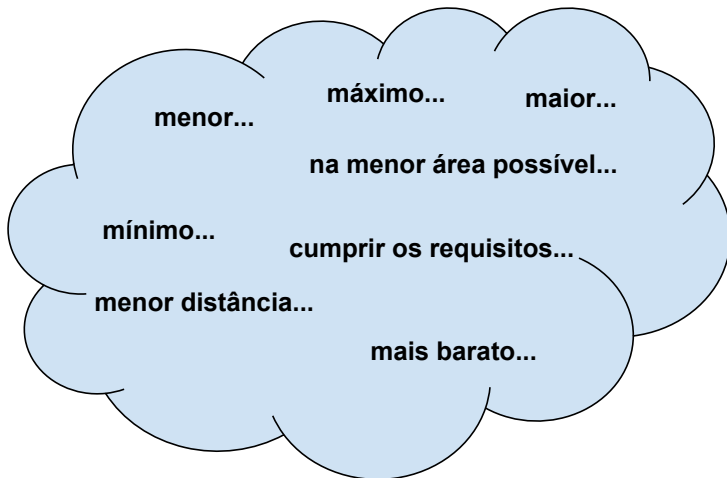 máximo...
maior...
menor...
na menor área possível...
mínimo...
cumprir os requisitos...
menor distância...
mais barato...